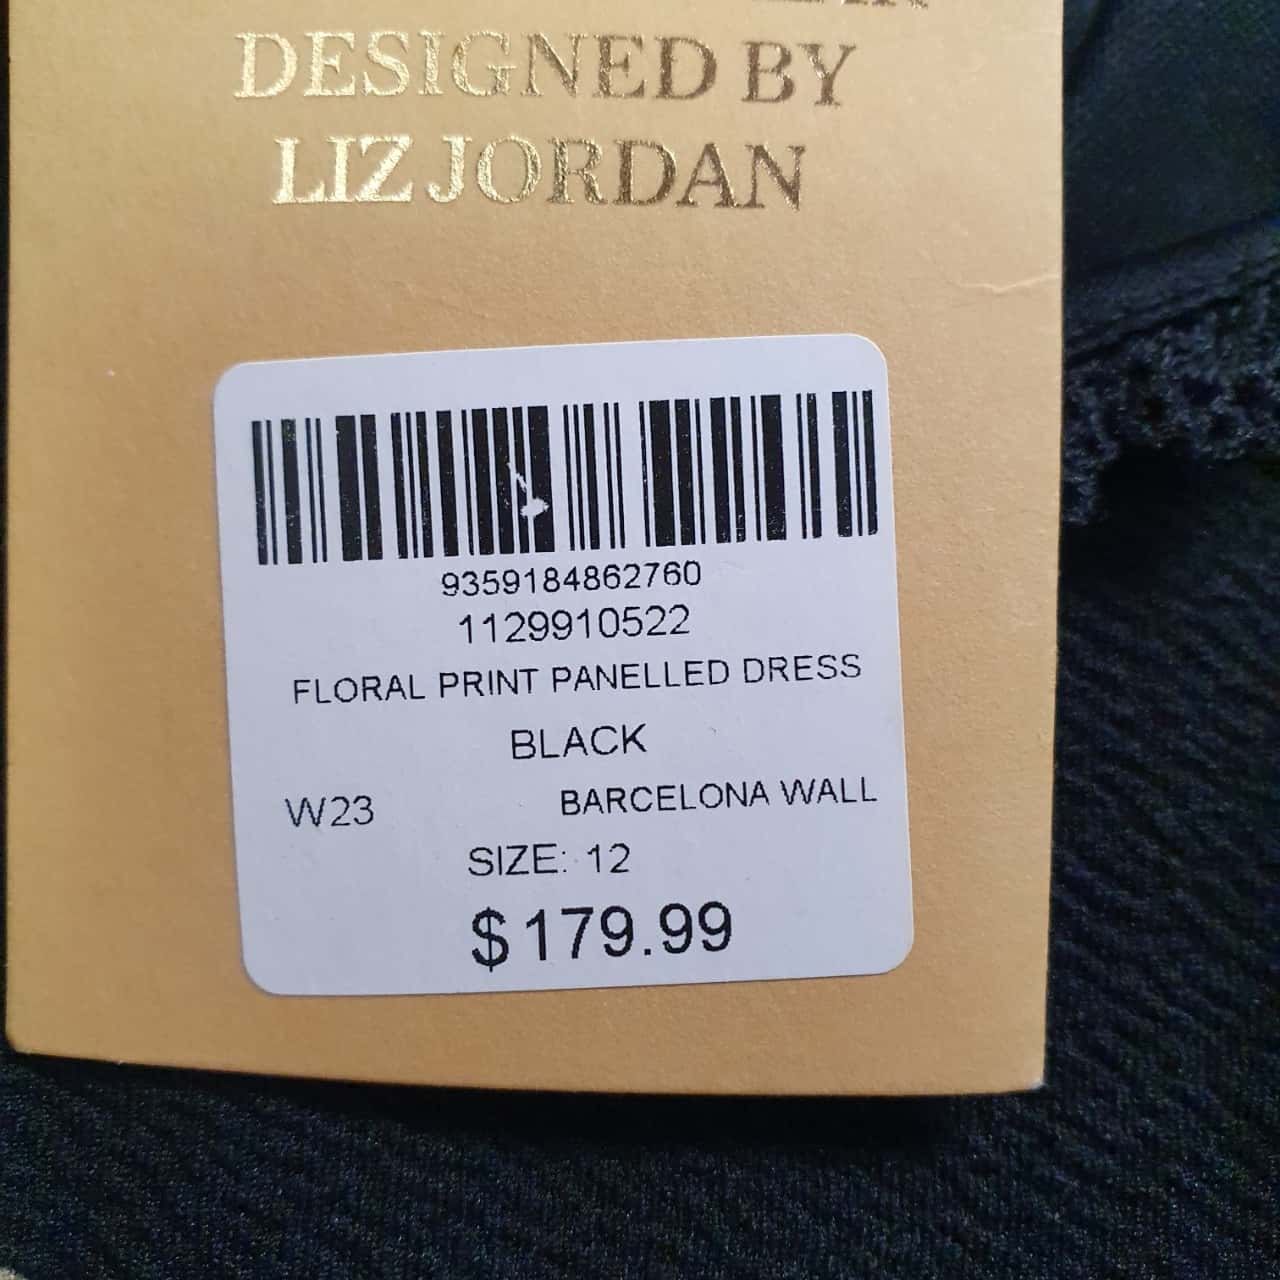 DESIGNED BY
LIZ JORDAN
9359184862760
1129910522
FLORAL PRINT PANELLED DRESS
BLACK
W23 BARCELONA WALL
SIZE: 12
$179.99